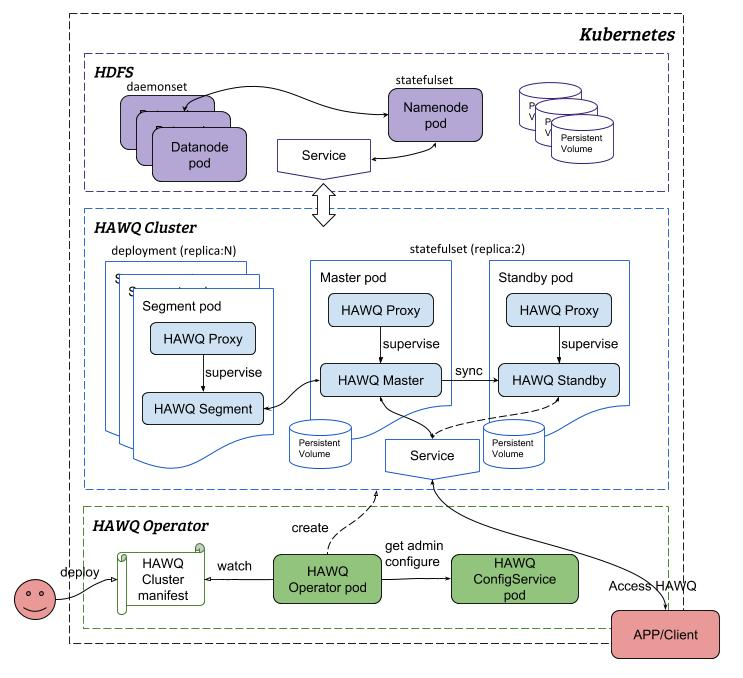 Kubernetes
HDFS
daemonset
Datanode
pod
statefulset
Namenode
pod
Service
Persistent
Volume
HAWQ Cluster
deployment (replica:N)
Segment pod
HAWQ Proxy
supervise
HAWQ Segment
statefulset (replica:2)
Master pod
HAWQ Proxy
supervise
HAWQ Master
sync
Standby pod
HAWQ Proxy
supervise
HAWQ Standby
Persistent
Volume
Service
Persistent
Volume
HAWQ Operator
create
deploy
HAWQ
Cluster
manifest
watch
HAWQ
Operator pod
get admin
configure
HAWQ
ConfigService
pod
Access HAWQ
APP/Client